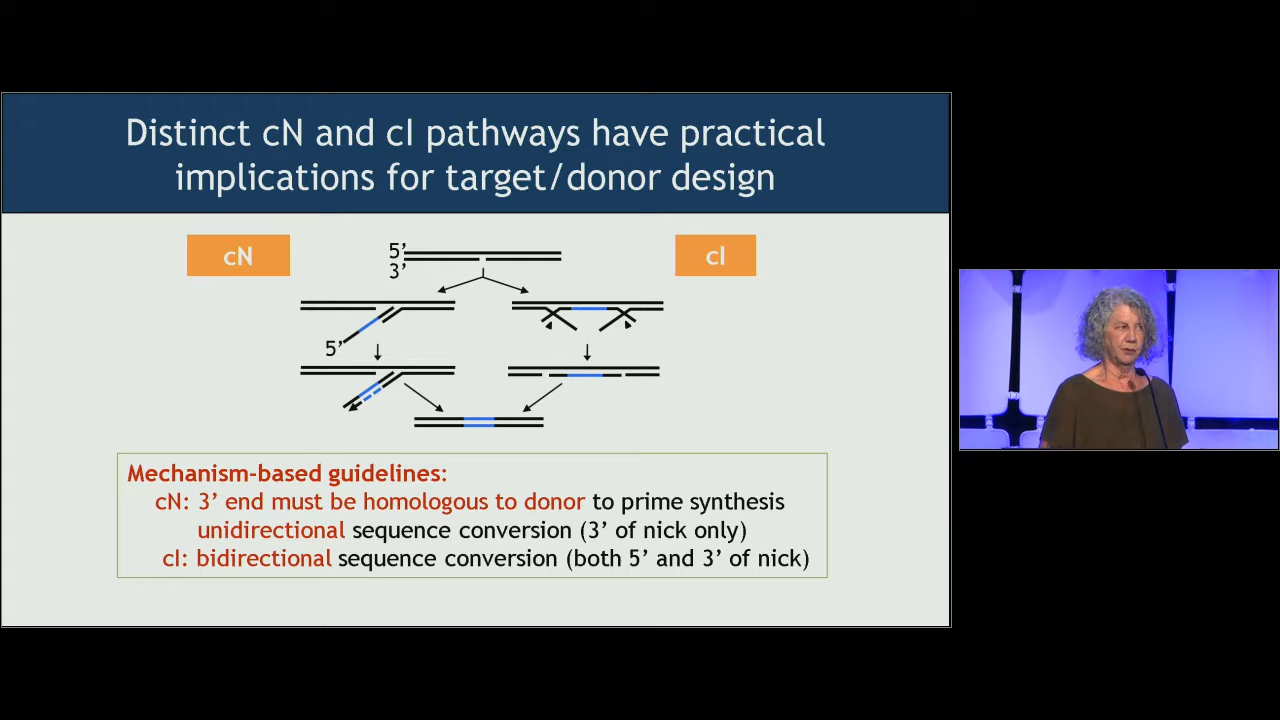 Distinct cN and cI pathways have practical
implications for target/donor design
cN
5’
3’
cI
5’
Mechanism-based guidelines:
cN: 3’ end must be homologous to donor to prime synthesis
unidirectional sequence conversion (3’ of nick only)
cI: bidirectional sequence conversion (both 5’ and 3’ of nick)